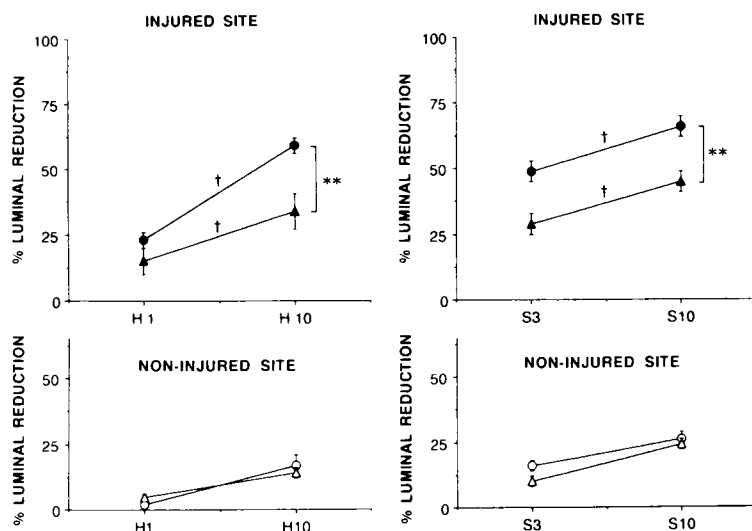 INJURED SITE
% LUMINAL REDUCTION
100
75
50
25
0
†
†
**
H 1
H 10
INJURED SITE
% LUMINAL REDUCTION
100
75
50
25
0
†
†
**
S3
S10
NON-INJURED SITE
% LUMINAL REDUCTION
50
25
0
H1
H10
NON-INJURED SITE
% LUMINAL REDUCTION
50
25
0
S3
S10